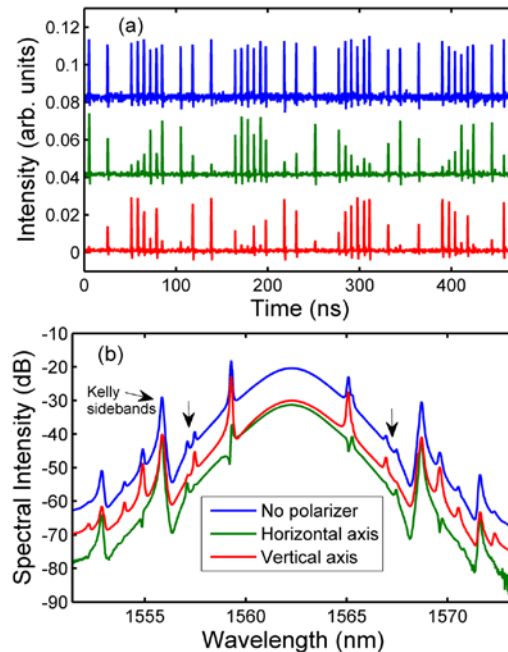 (a)
0.12
0.1
0.08
0.06
0.04
0.02
0
Intensity (arb. units)
0 100 200 300 400
Time (ns)
(b)
-10
-20
-30
-40
-50
-60
-70
-80
-90
Spectral Intensity (dB)
Kelly
sidebands
No polarizer
Horizontal axis
Vertical axis
1555 1560 1565 1570
Wavelength (nm)